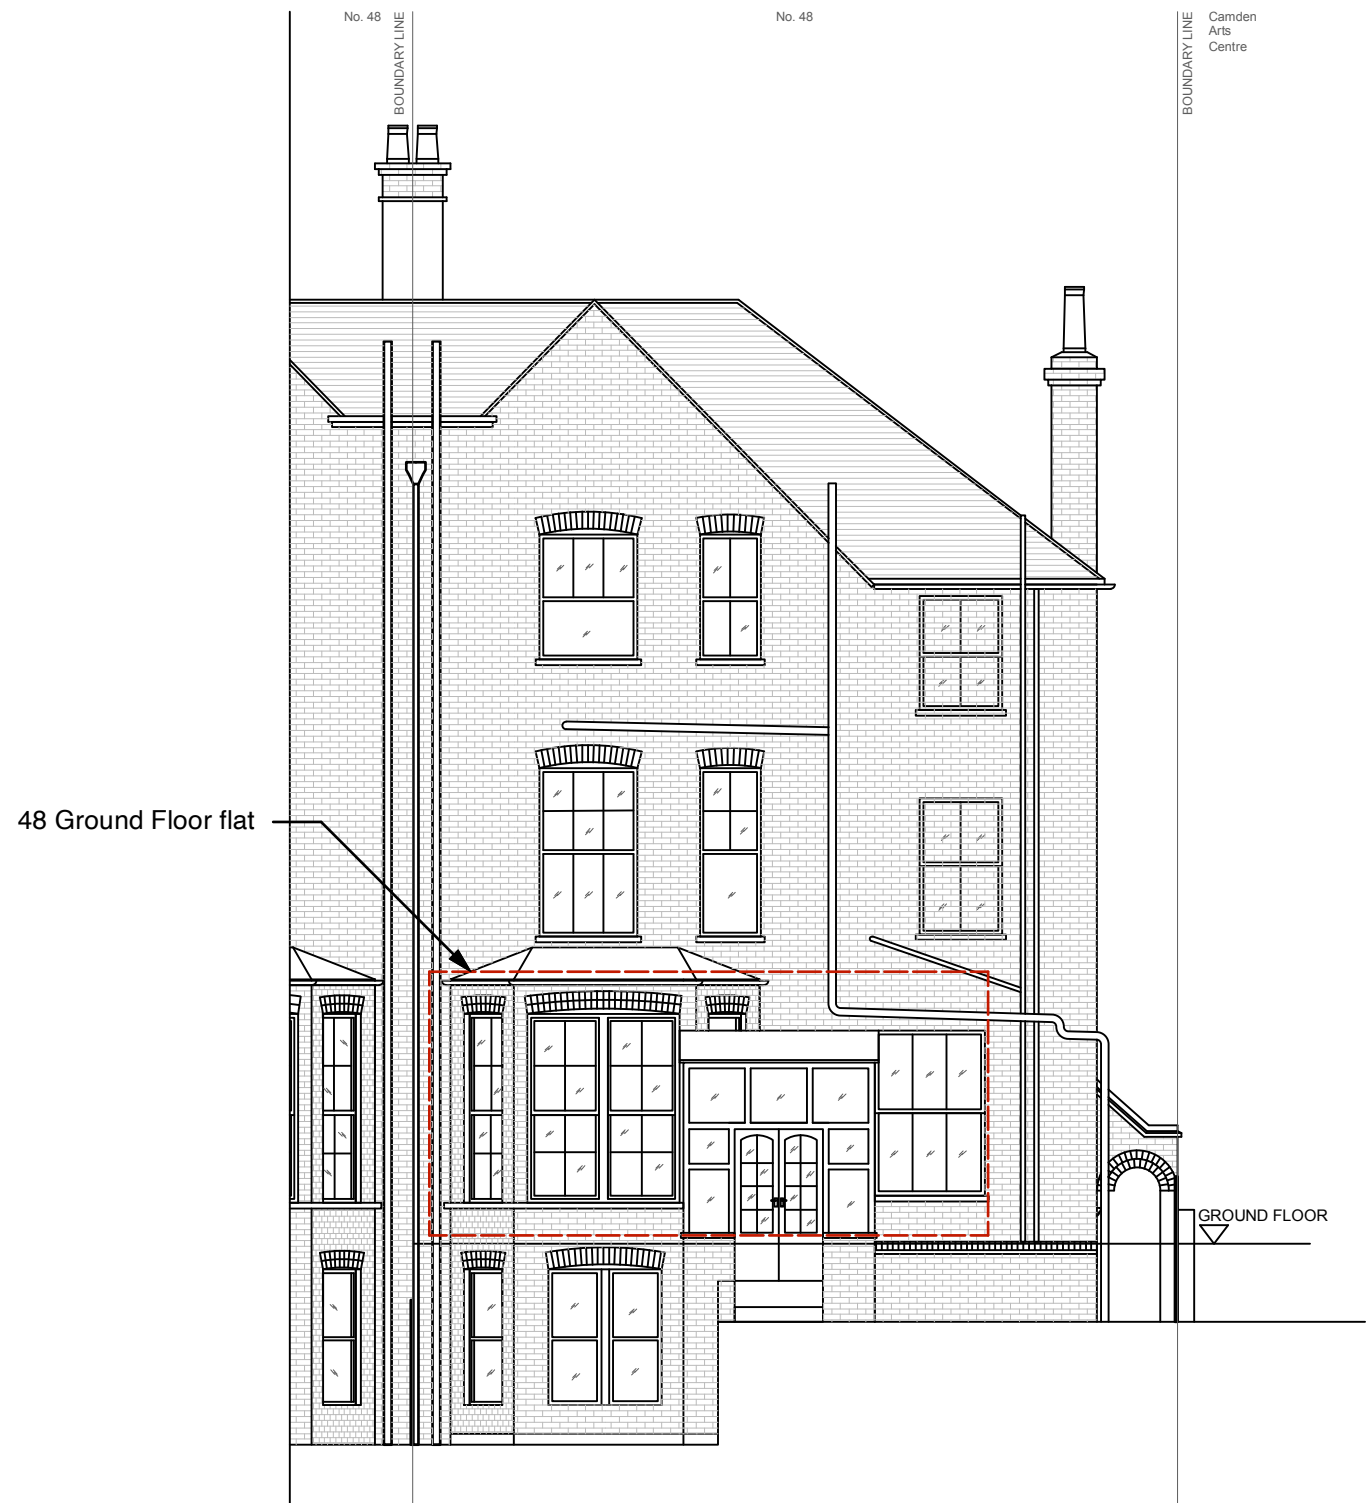 No. 48
BOUNDARY LINE
No. 48
BOUNDARY LINE
Camden
Arts
Centre
48 Ground Floor flat
GROUND FLOOR